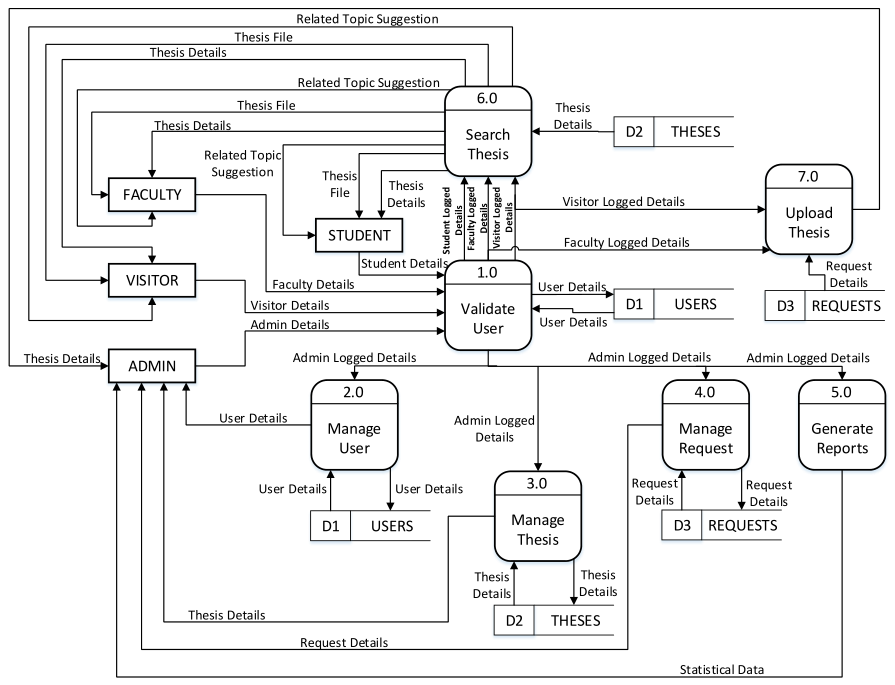 Related Topic Suggestion
Thesis File
Thesis Details
Related Topic Suggestion
Thesis File
Thesis Details
6.0
Search
Thesis
Thesis
Details
D2 THESES
Related Topic
Suggestion
Thesis
File
Thesis
Details
FACULTY
STUDENT
Student Logged
Details
Faculty Logged
Details
Visitor Logged
Details
7.0
Upload
Thesis
Visitor Logged Details
Faculty Logged Details
Request
Details
D3 REQUESTS
Student Details
VISITOR
1.0
Validate
User
Faculty Details
Visitor Details
Admin Details
User Details
D1 USERS
User Details
Thesis Details
ADMIN
Admin Logged Details
Admin Logged Details
Admin Logged Details
2.0
Manage
User
User Details
Admin Logged
Details
4.0
Manage
Request
5.0
Generate
Reports
User Details
User Details
D1 USERS
3.0
Manage
Thesis
Request
Details
Request
Details
D3 REQUESTS
Thesis
Details
Thesis
Details
D2 THESES
Thesis Details
Request Details
Statistical Data